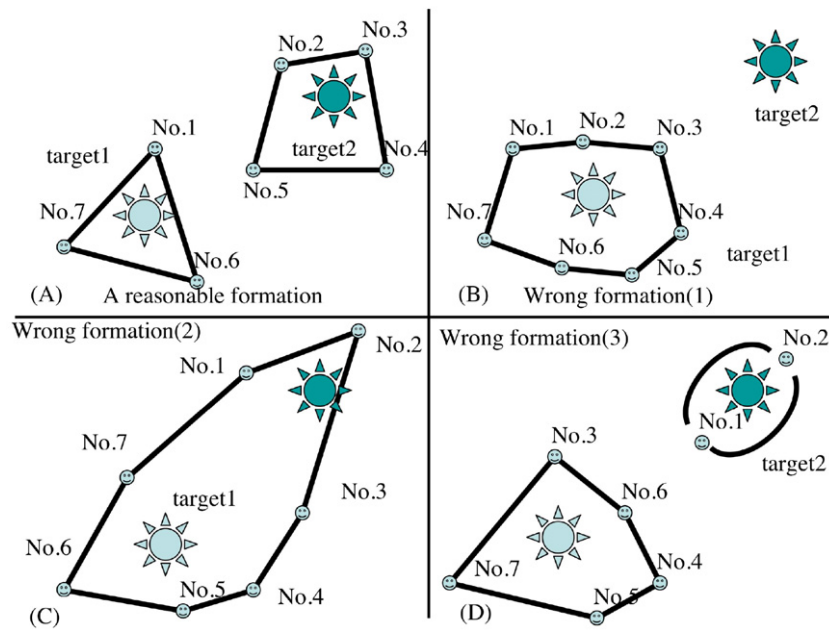 No.3
No.2
No.1
target1
target2
No.4
No.5
No.7
No.6
(A)
A reasonable formation
target2
No.1
No.2
No.3
No.7
No.4
No.6
No.5
target1
(B)
Wrong formation(1)
Wrong formation(2)
No.2
No.1
No.7
target1
No.3
No.6
No.5
No.4
(C)
Wrong formation(3)
No.2
No.1
target2
No.3
No.6
No.7
No.4
No.5
(D)